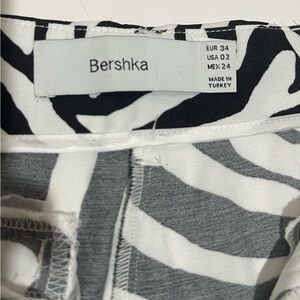 Bershka
EUR 34
USA 02
MEX 24
MADE IN
TURKEY